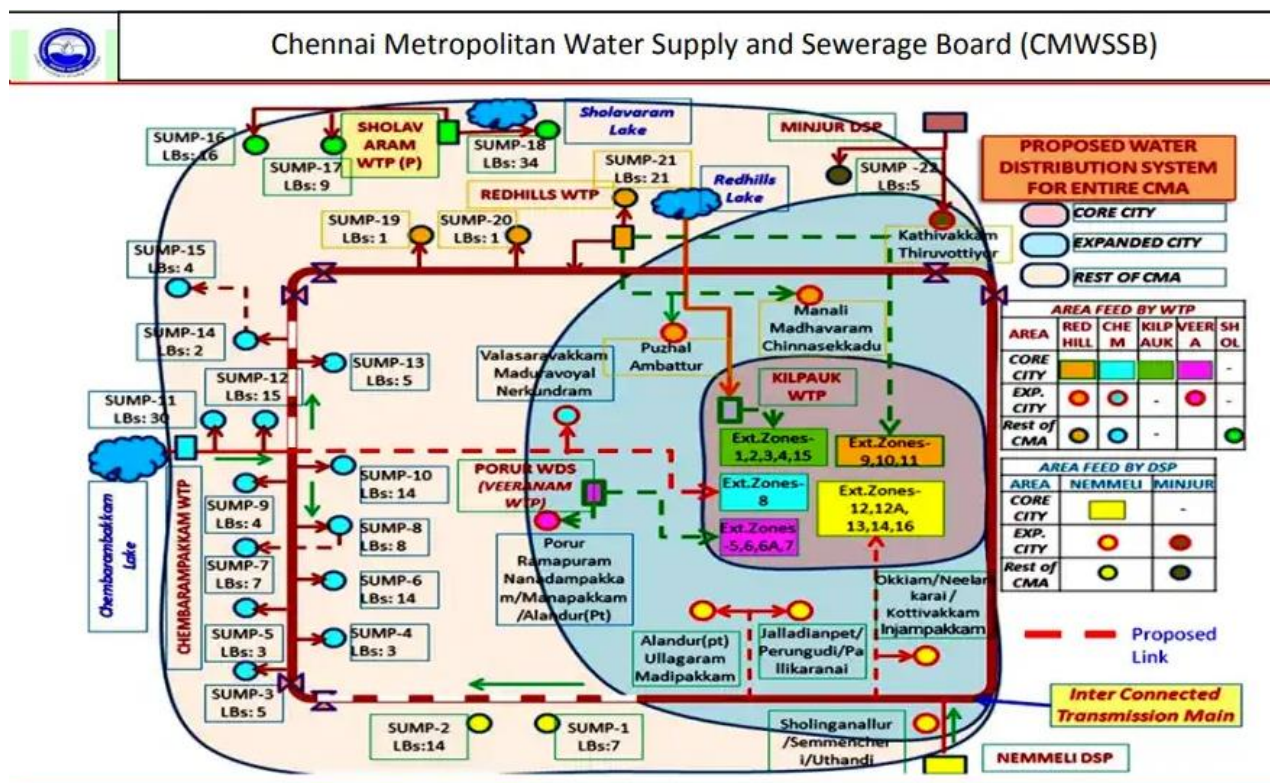 Chennai Metropolitan Water Supply and Sewerage Board (CMWSSB)
SUMP-16
LBs: 16
SUMP-17
LBs: 9
SHOLAV
ARAM
WTP (P)
SUMP-18
LBs: 34
Sholavaram
Lake
MINJUR DSP
SUMP -22
LBs:5
PROPOSED WATER
DISTRIBUTION SYSTEM
FOR ENTIRE CMA
CORE CITY
EXPANDED CITY
REST OF CMA
SUMP-21
LBs: 21
REDHILLS WTP
Redhills
Lake
SUMP-19
LBs: 1
SUMP-20
LBs: 1
Kathivakkam
Thiruvottiyor
SUMP-15
LBs: 4
SUMP-14
LBs: 2
SUMP-13
LBs: 5
SUMP-12
LBs: 15
SUMP-11
LBs: 30
Manali
Madhavaram
Chinnasekkadu
Puzhal
Ambattur
Valasaravakkam
Maduravoyal
Nerkundram
KILPAUK
WTP
Ext.Zones-
1,2,3,4,15
Ext.Zones-
9,10,11
Ext.Zones-
8
Ext.Zones-
12,12A,
13,14,16
Ext.Zones
-5,6,6A,7
PORUR WDS
(VEERANAM
WTP)
Porur
Ramapuram
Nanadampakka
m/Manapakkam
/Alandur(Pt)
Chembarambakkam
Lake
CHEMBARAMPAKKAM WTP
SUMP-10
LBs: 14
SUMP-9
LBs: 4
SUMP-8
LBs: 8
SUMP-7
LBs: 7
SUMP-6
LBs: 14
SUMP-5
LBs: 3
SUMP-4
LBs: 3
SUMP-3
LBs: 5
SUMP-2
LBs:14
SUMP-1
LBs:7
Alandur(pt)
Ullagaram
Madipakkam
Jalladianpet/
Perungudi/Pa
llikaranai
Okkiam/Neelan
karai/
Kottivakkam
Injampakkam
Sholinganallur
/Semmencher
i/Uthandi
NEMMELI DSP
AREA FEED BY WTP
AREA RED HILL CHE M KILP AUK VEER A SH OL
CORE CITY -
EXP. CITY - -
Rest of CMA - -
AREA FEED BY DSP
AREA NEMMELI MINJUR
CORE CITY -
EXP. CITY
Rest of CMA
Proposed
Link
Inter Connected
Transmission Main